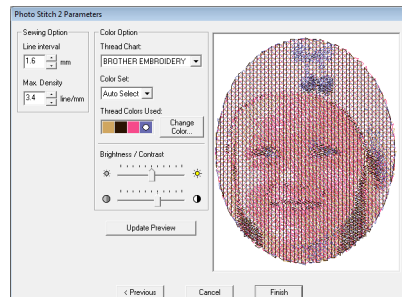 Photo Stitch 2 Parameters
Sewing Option
Line interval
1.6 mm
Max. Density
3.4 line/mm
Color Option
Thread Chart:
BROTHER EMBROIDERY
Color Set:
Auto Select
Thread Colors Used:
Change
Color...
Brightness / Contrast
Update Preview
< Previous
Cancel
Finish